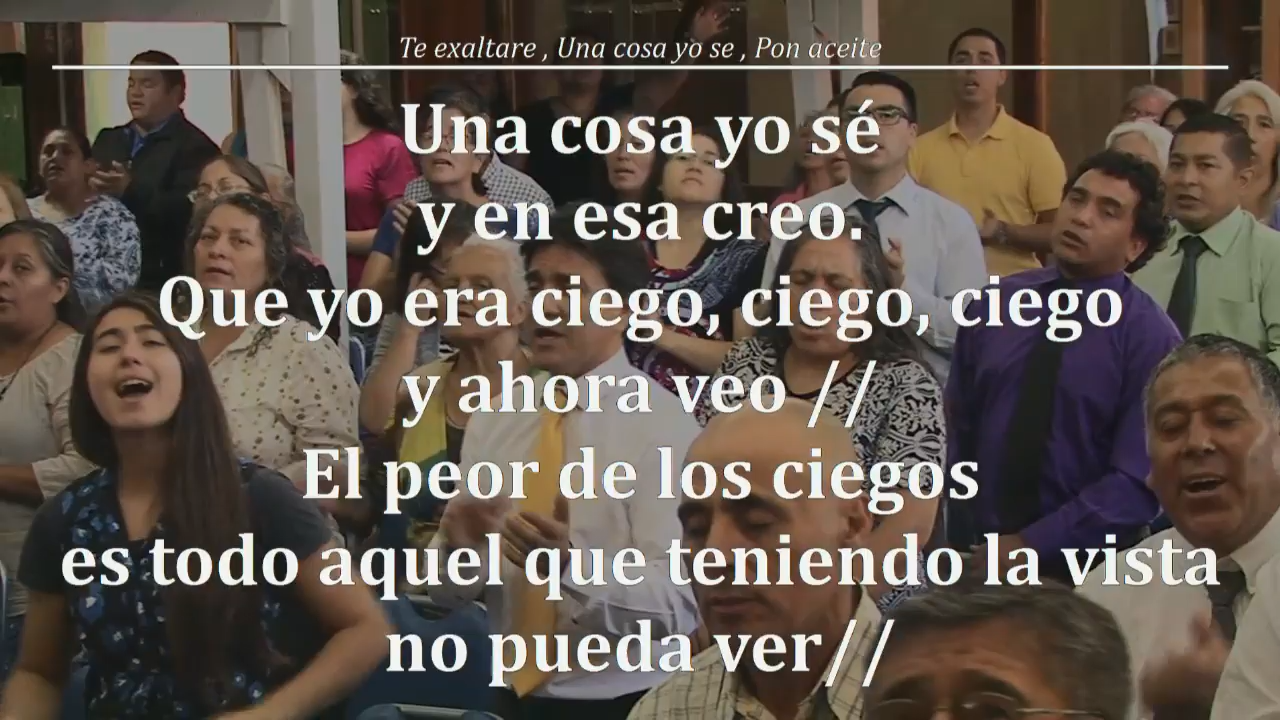 Te exaltare , Una cosa yo se , Pon aceite
Una cosa yo sé
y en esa creo.
Que yo era ciego, ciego, ciego
y ahora veo //
El peor de los ciegos
es todo aquel que teniendo la vista
no pueda ver//